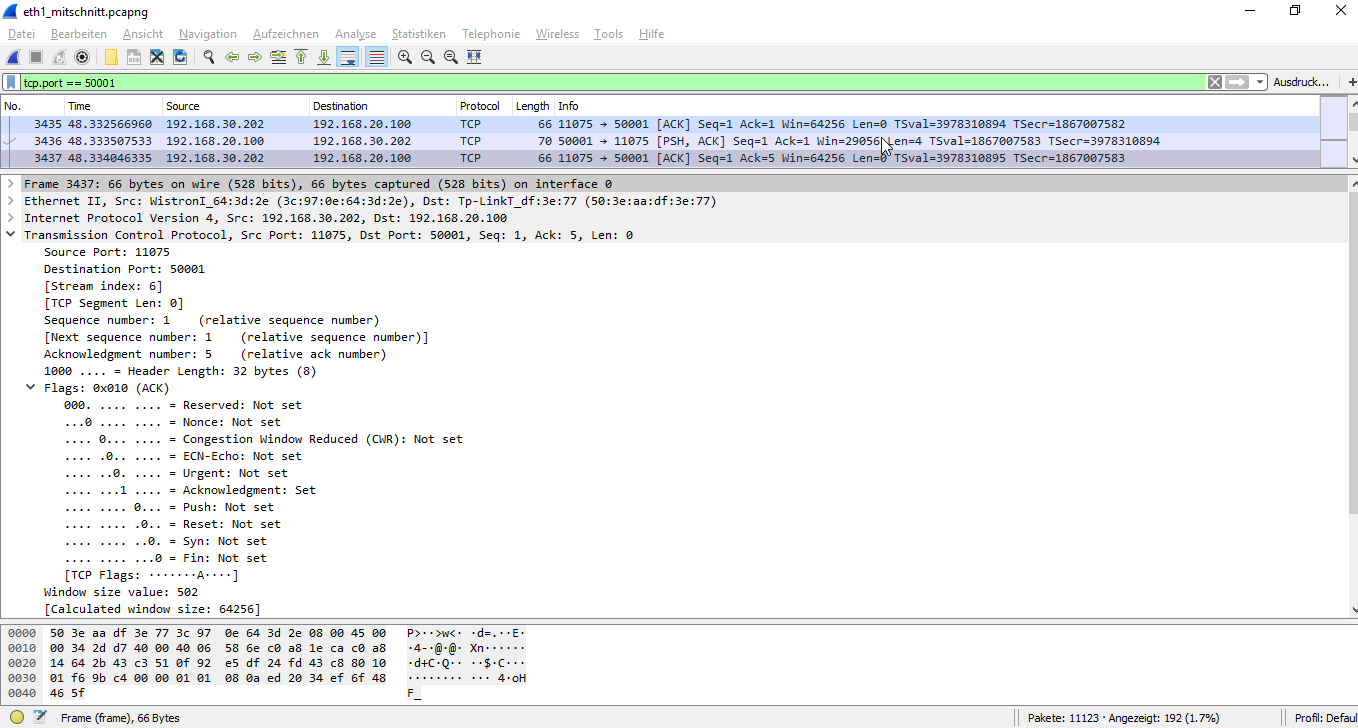 eth1_mitschnitt.pcapng
Datei Bearbeiten Ansicht Navigation Aufzeichnen Analyse Statistiken Telephonie Wireless Tools Hilfe
tcp.port == 50001 Ausdruck… +
No. Time Source Destination Protocol Length Info
3435 48.332566960 192.168.30.202 192.168.20.100 TCP 66 11075 → 50001 [ACK] Seq=1 Ack=1 Win=64256 Len=0 TSval=3978310894 TSecr=1867007582
3436 48.333507533 192.168.20.100 192.168.30.202 TCP 70 50001 → 11075 [PSH, ACK] Seq=1 Ack=1 Win=29056 Len=4 TSval=1867007583 TSecr=3978310894
3437 48.334046335 192.168.30.202 192.168.20.100 TCP 66 11075 → 50001 [ACK] Seq=1 Ack=5 Win=64256 Len=0 TSval=3978310895 TSecr=1867007583
Frame 3437: 66 bytes on wire (528 bits), 66 bytes captured (528 bits) on interface 0
Ethernet II, Src: WistronI_64:3d:2e (3c:97:0e:64:3d:2e), Dst: Tp-LinkT_df:3e:77 (50:3e:aa:df:3e:77)
Internet Protocol Version 4, Src: 192.168.30.202, Dst: 192.168.20.100
Transmission Control Protocol, Src Port: 11075, Dst Port: 50001, Seq: 1, Ack: 5, Len: 0
Source Port: 11075
Destination Port: 50001
[Stream index: 6]
[TCP Segment Len: 0]
Sequence number: 1 (relative sequence number)
[Next sequence number: 1 (relative sequence number)]
Acknowledgment number: 5 (relative ack number)
1000 .... = Header Length: 32 bytes (8)
Flags: 0x010 (ACK)
000. .... .... = Reserved: Not set
...0 .... .... = Nonce: Not set
.... 0... .... = Congestion Window Reduced (CWR): Not set
.... .0.. .... = ECN-Echo: Not set
.... ..0. .... = Urgent: Not set
.... ...1 .... = Acknowledgment: Set
.... .... 0... = Push: Not set
.... .... .0.. = Reset: Not set
.... .... ..0. = Syn: Not set
.... .... ...0 = Fin: Not set
[TCP Flags: ·······A····]
Window size value: 502
[Calculated window size: 64256]
0000 50 3e aa df 3e 77 3c 97 0e 64 3d 2e 08 00 45 00 P>··>w<· ·d=.··E·
0010 00 34 2d d7 40 00 40 06 58 6e c0 a8 1e ca c0 a8 ·4-·@·@· Xn······
0020 14 64 2b 43 c3 51 0f 92 e5 df 24 fd 43 c8 80 10 ·d+C·Q·· ··$·C···
0030 01 f6 9b c4 00 00 01 01 08 0a ed 20 34 ef 6f 48 ········ ··· 4·oH
0040 46 5f F_
Frame (frame), 66 Bytes Pakete: 11123 · Angezeigt: 192 (1.7%) Profil: Defaul